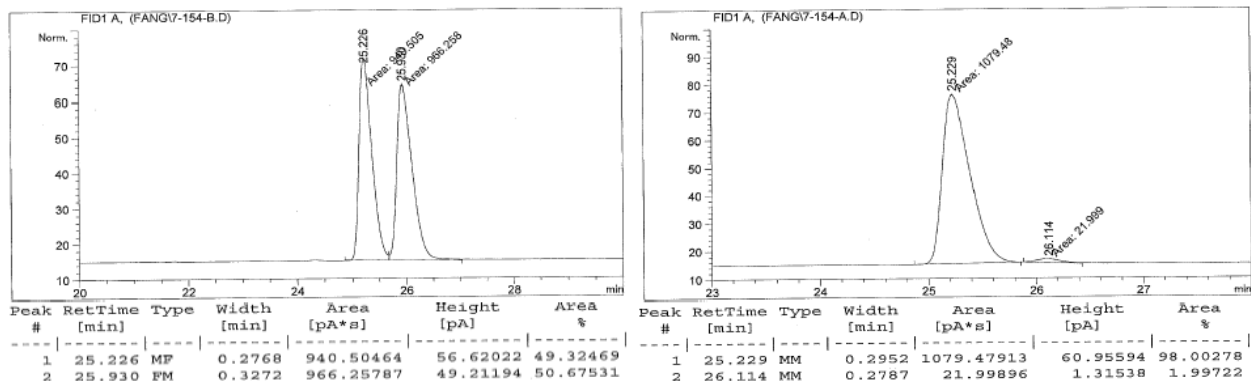 FID1 A, (FANG\7-154-B.D)
Norm.
25.226
Area: 940.505
25.930
Area: 966.258
70
60
50
40
30
20
10
20 22 24 26 28 min
Peak RetTime Type Width Area Height Area
# [min] [min] [pA*s] [pA] %
1 25.226 MF 0.2768 940.50464 56.62022 49.32469
2 25.930 FM 0.3272 966.25787 49.21194 50.67531
FID1 A, (FANG\7-154-A.D)
Norm.
25.229
Area: 1079.48
26.114
Area: 21.999
90
80
70
60
50
40
30
20
10
23 24 25 26 27 min
Peak RetTime Type Width Area Height Area
# [min] [min] [pA*s] [pA] %
1 25.229 MM 0.2952 1079.47913 60.95594 98.00278
2 26.114 MM 0.2787 21.99896 1.31538 1.99722